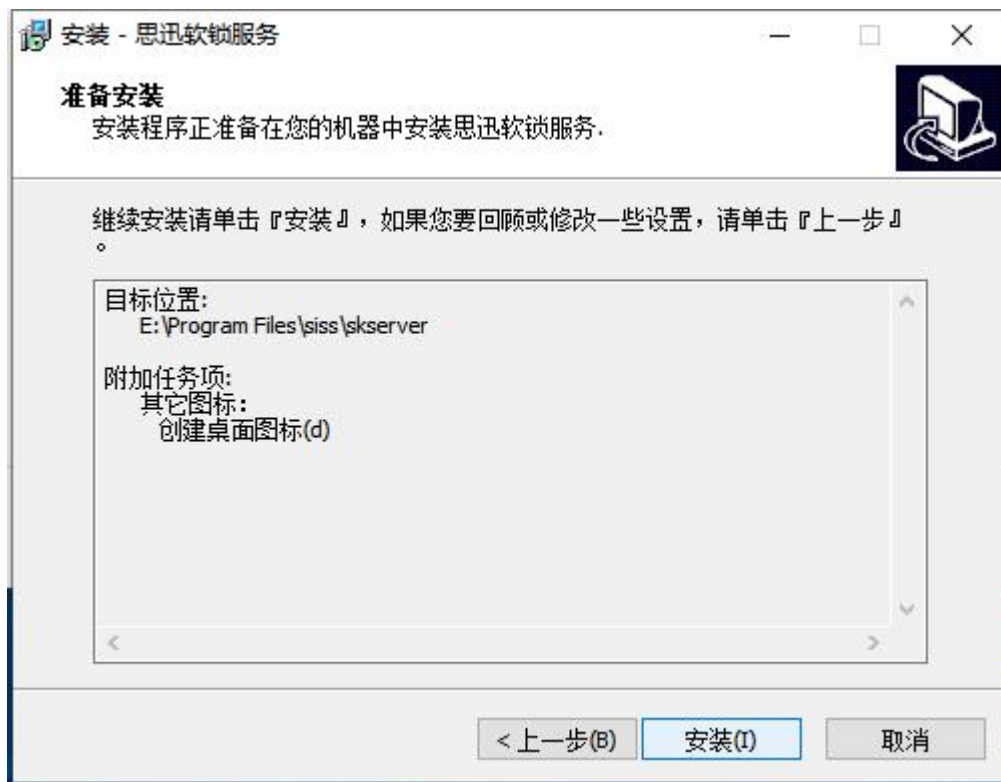 安装 - 思迅软锁服务
准备安装
安装程序正准备在您的机器中安装思迅软锁服务.
继续安装请单击『安装』，如果您要回顾或修改一些设置，请单击『上一步』
。
目标位置:
E:\Program Files\siss\skserver
附加任务项:
其它图标:
创建桌面图标(d)
< 上一步(B)
安装(I)
取消